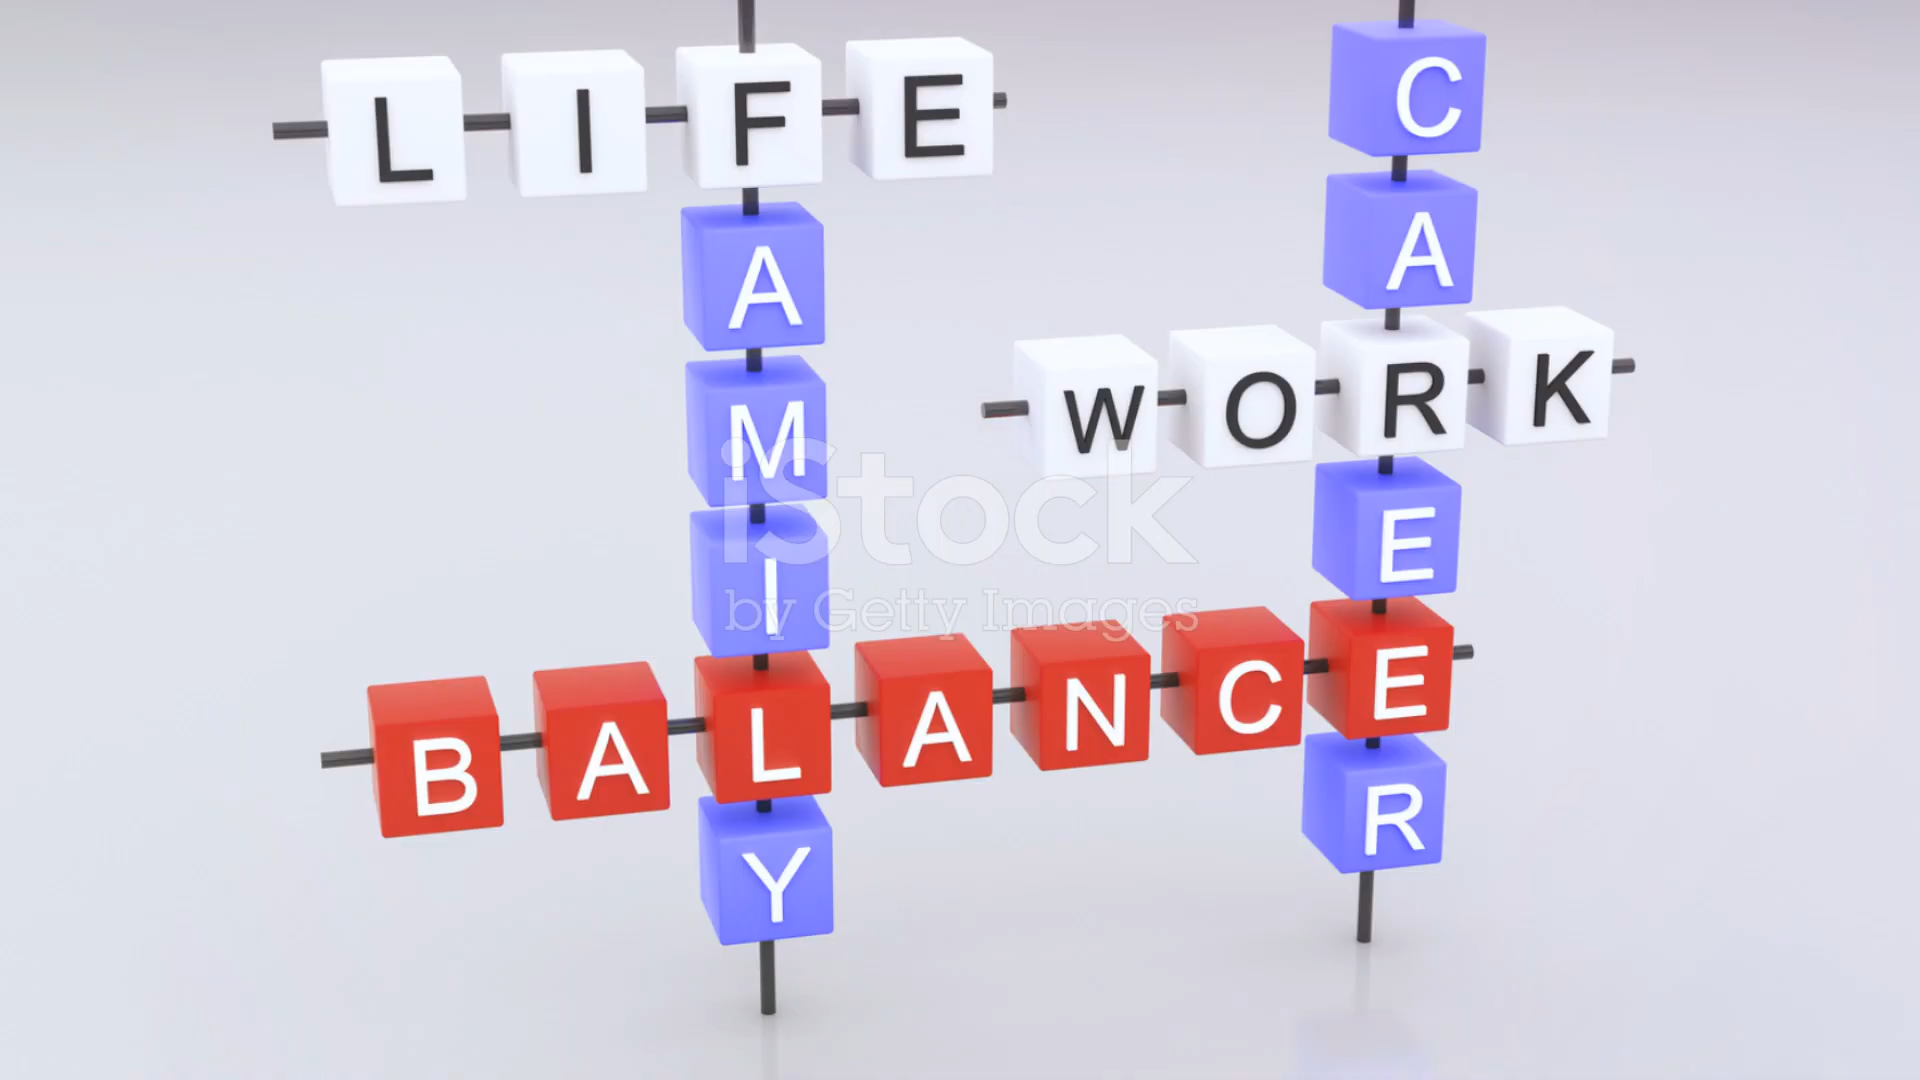 LIFE
FAMILY
CAREER
WORK
BALANCE
iStock
by Getty Images